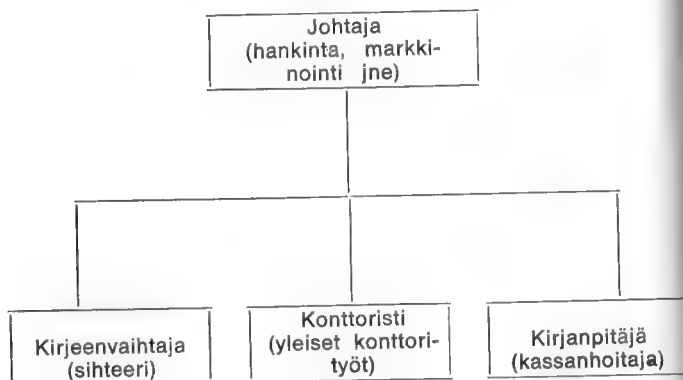 Johtaja
(hankinta, markki-
nointi jne)
Kirjeenvaihtaja
(sihteeri)
Konttoristi
(yleiset konttori-
työt)
Kirjanpitäjä
(kassanhoitaja)